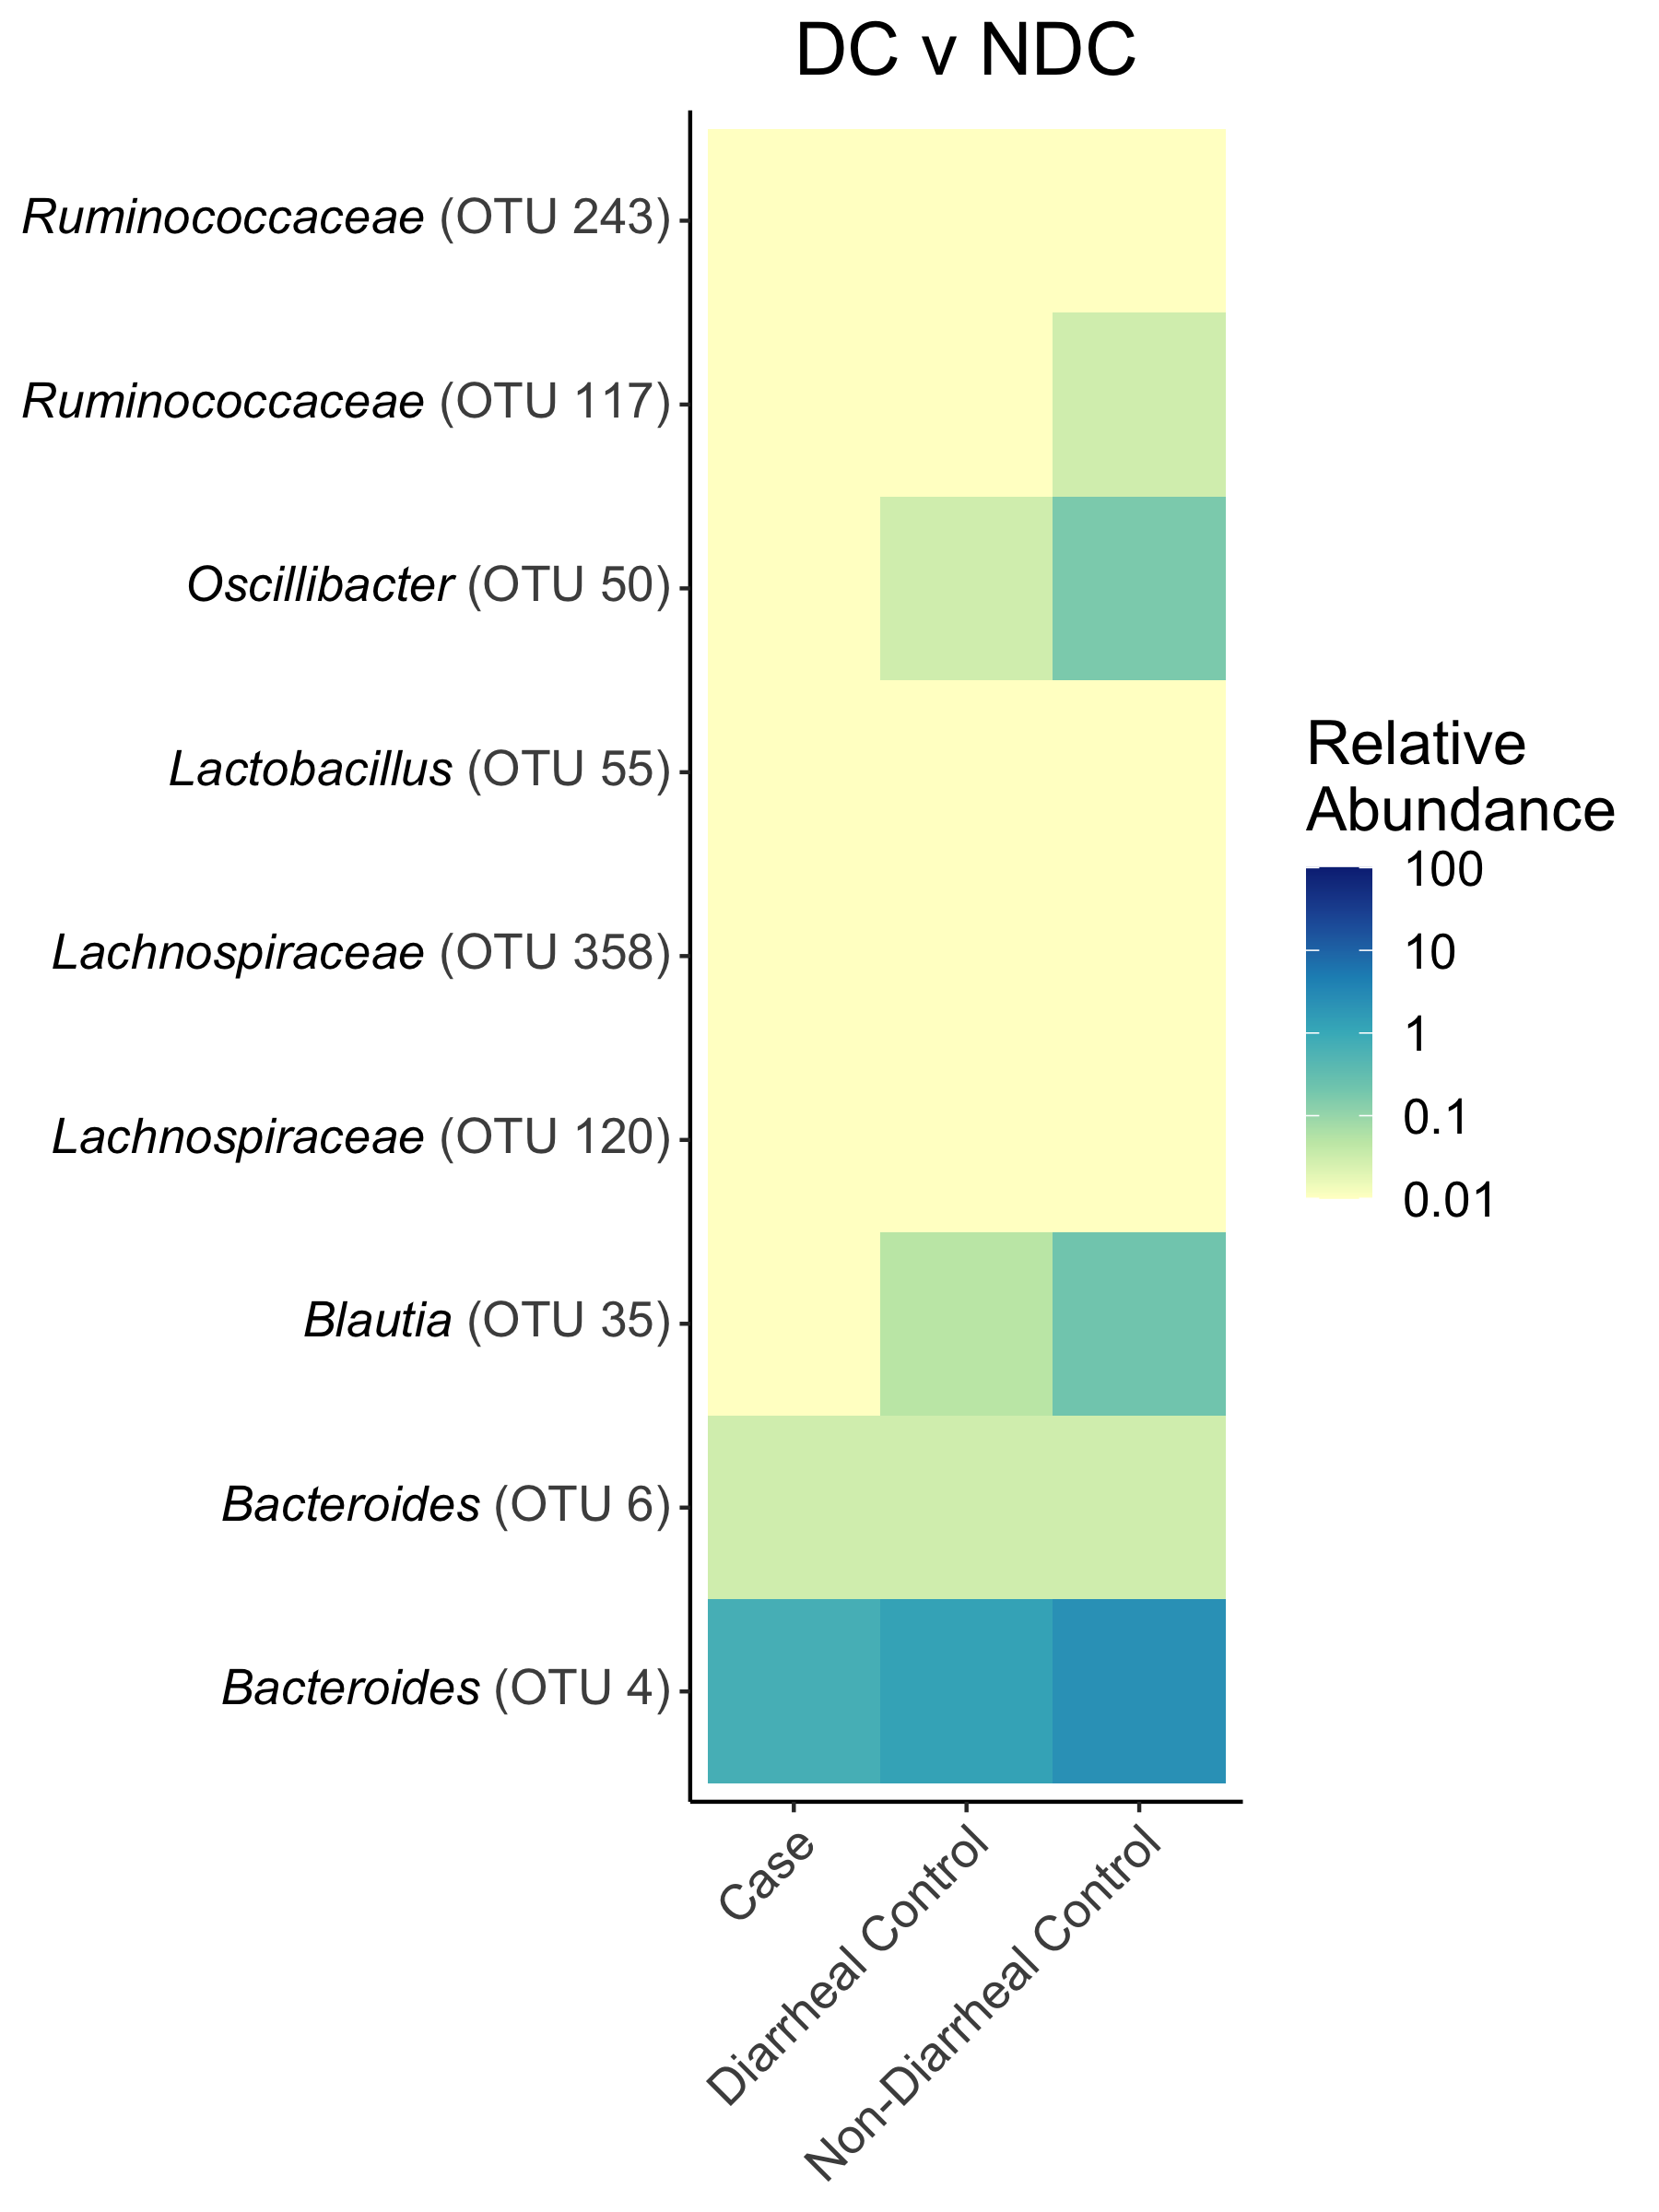 DC v NDC
Ruminococcaceae (OTU 243)
Ruminococcaceae (OTU 117)
Oscillibacter (OTU 50)
Lactobacillus (OTU 55)
Lachnospiraceae (OTU 358)
Lachnospiraceae (OTU 120)
Blautia (OTU 35)
Bacteroides (OTU 6)
Bacteroides (OTU 4)
Case
Diarrheal Control
Non-Diarrheal Control
Relative
Abundance
100
10
1
0.1
0.01